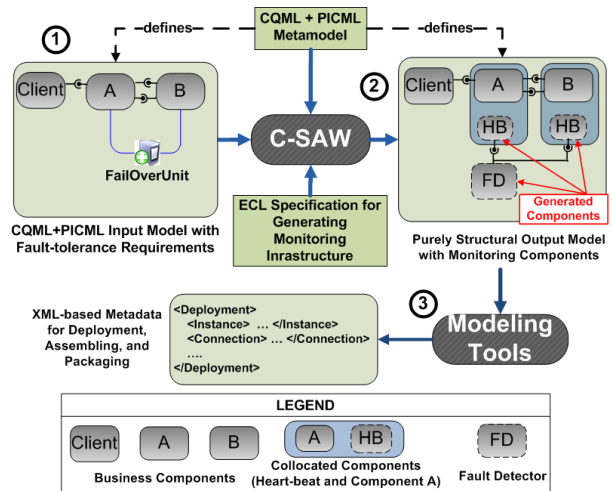 CQML + PICML
Metamodel
defines
defines
1
2
Client
A
B
FailOverUnit
C-SAW
Client
A
B
HB
HB
FD
Generated
Components
CQML+PICML Input Model with
Fault-tolerance Requirements
ECL Specification for
Generating
Monitoring
Inrastructure
Purely Structural Output Model
with Monitoring Components
3
XML-based Metadata
for Deployment,
Assembling, and
Packaging
<Deployment>
<Instance> ... </Instance>
<Connection> ... </Connection>
....
</Deployment>
Modeling
Tools
LEGEND
Client
A
B
A
HB
FD
Business Components
Collocated Components
(Heart-beat and Component A)
Fault Detector